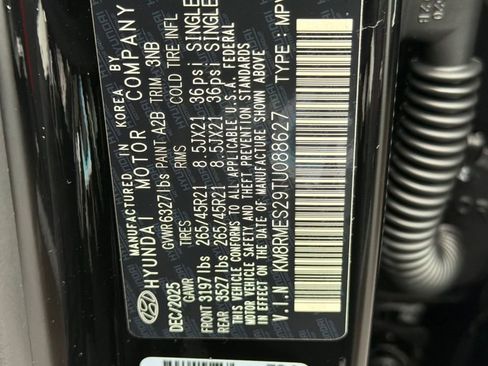 MANUFACTURED IN KOREA BY
HYUNDAI MOTOR COMPANY
DEC/2025 GVWR 6327 lbs PAINT A2B TRIM 3NB
GAWR TIRES RIMS COLD TIRE INFL
FRONT 3197 lbs 265/45R21 8.5JX21 36psi SINGLE
REAR 3527 lbs 265/45R21 8.5JX21 36psi SINGLE
THIS VEHICLE CONFORMS TO ALL APPLICABLE U.S.A. FEDERAL
MOTOR VEHICLE SAFETY AND THEFT PREVENTION STANDARDS
IN EFFECT ON THE DATE OF MANUFACTURE SHOWN ABOVE.
V.I.N KM8RMES29TU088627 TYPE : MPV